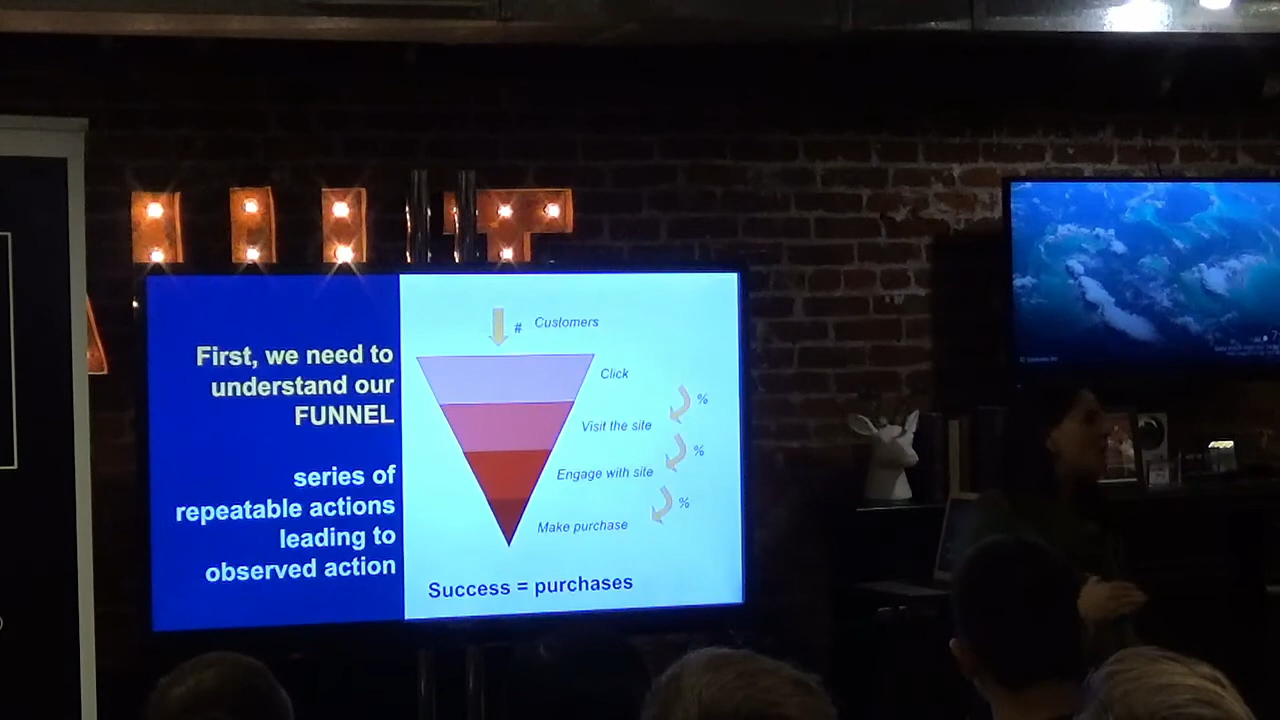 First, we need to
understand our
FUNNEL
series of
repeatable actions
leading to
observed action
# Customers
Click
%
Visit the site
%
Engage with site
%
Make purchase
Success = purchases